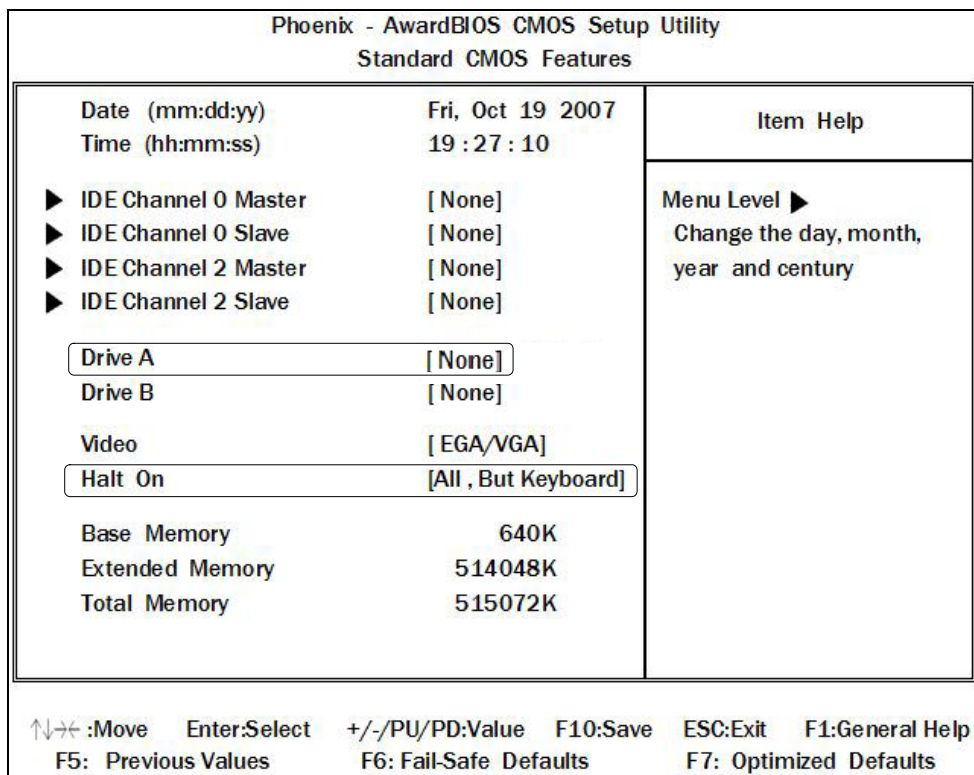 Phoenix - AwardBIOS CMOS Setup Utility
Standard CMOS Features
Date (mm:dd:yy) Fri, Oct 19 2007
Time (hh:mm:ss) 19 : 27 : 10
Item Help
▶ IDE Channel 0 Master [ None]
▶ IDE Channel 0 Slave [ None]
▶ IDE Channel 2 Master [ None]
▶ IDE Channel 2 Slave [ None]
Menu Level ▶
Change the day, month,
year and century
Drive A [ None]
Drive B [ None]
Video [ EGA/VGA]
Halt On [All , But Keyboard]
Base Memory 640K
Extended Memory 514048K
Total Memory 515072K
↑↓→← :Move Enter:Select +/-/PU/PD:Value F10:Save ESC:Exit F1:General Help
F5: Previous Values F6: Fail-Safe Defaults F7: Optimized Defaults